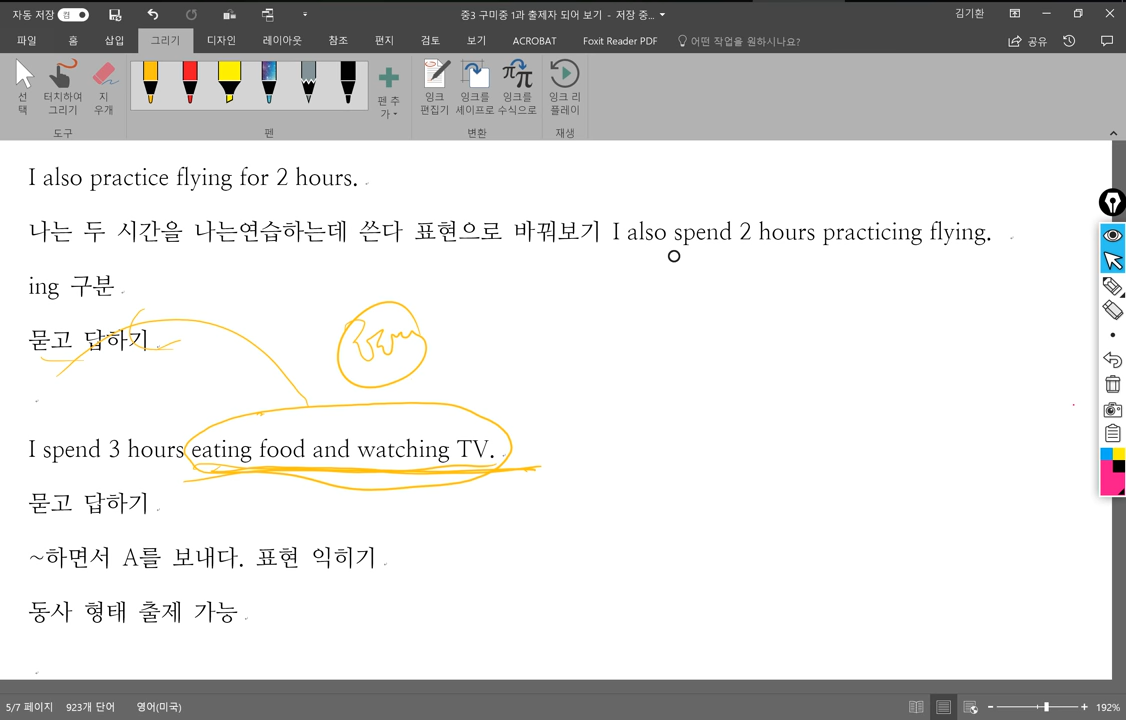 자동 저장 컴 중3 구미중 1과 출제자 되어 보기 - 저장 중... 김기환
파일 홈 삽입 그리기 디자인 레이아웃 참조 편지 검토 보기 ACROBAT Foxit Reader PDF 어떤 작업을 원하시나요? 공유
선택 터치하여 그리기 지우개 펜 추가 잉크 편집기 잉크를 셰이프로 잉크를 수식으로 잉크 리플레이
도구 펜 변환 재생
I also practice flying for 2 hours.
나는 두 시간을 나는연습하는데 쓴다 표현으로 바꿔보기 I also spend 2 hours practicing flying.
ing 구분
묻고 답하기
I spend 3 hours eating food and watching TV.
묻고 답하기
~하면서 A를 보내다. 표현 익히기
동사 형태 출제 가능
5/7 페이지 923개 단어 영어(미국) 192%